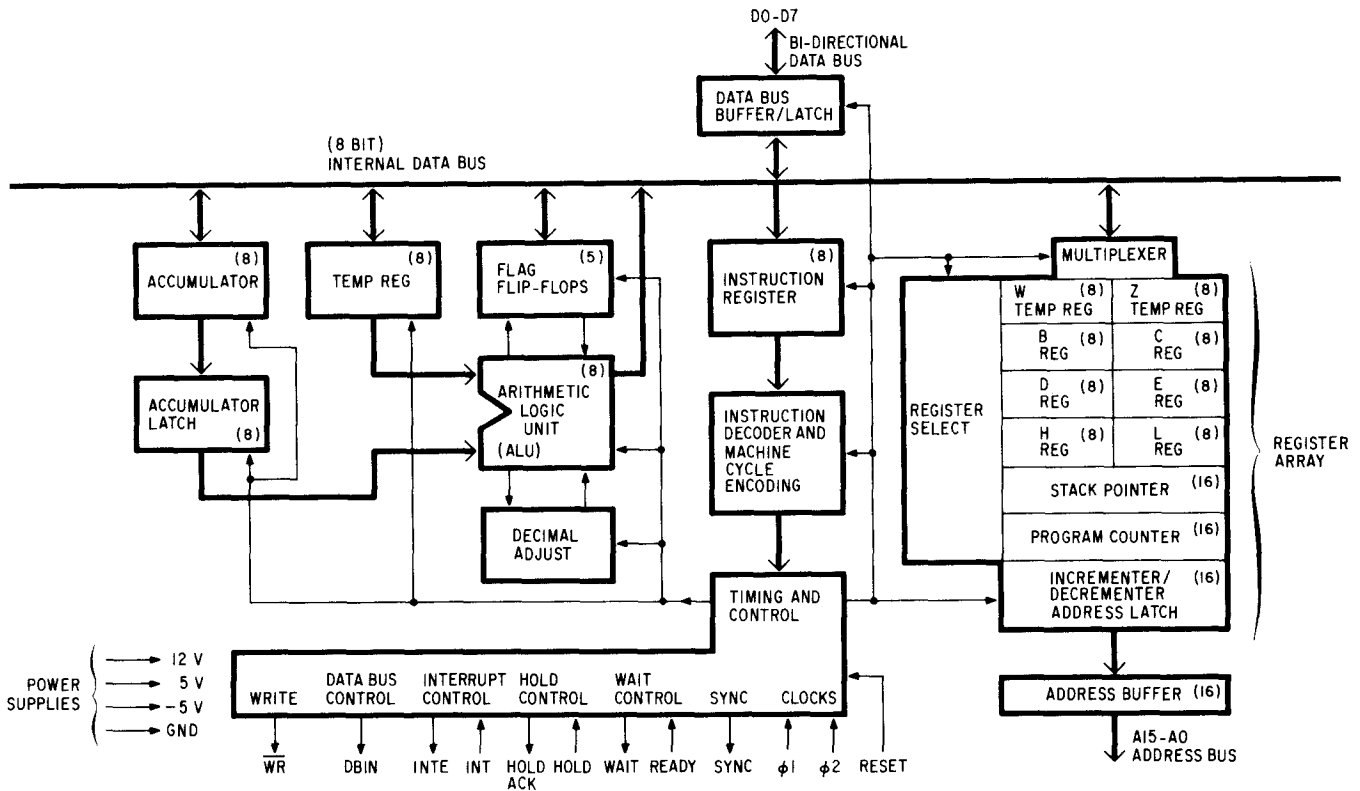 D0-D7
BI-DIRECTIONAL
DATA BUS
DATA BUS
BUFFER/LATCH
(8 BIT)
INTERNAL DATA BUS
(8)
ACCUMULATOR
(8)
TEMP REG
(5)
FLAG
FLIP-FLOPS
(8)
INSTRUCTION
REGISTER
MULTIPLEXER
W (8)
TEMP REG
Z (8)
TEMP REG
B (8)
REG
C (8)
REG
D (8)
REG
E (8)
REG
H (8)
REG
L (8)
REG
STACK POINTER (16)
PROGRAM COUNTER (16)
INCREMENTER/ (16)
DECREMENTER
ADDRESS LATCH
REGISTER
SELECT
REGISTER
ARRAY
ACCUMULATOR
LATCH
(8)
(8)
ARITHMETIC
LOGIC
UNIT
(ALU)
INSTRUCTION
DECODER AND
MACHINE
CYCLE
ENCODING
DECIMAL
ADJUST
TIMING AND
CONTROL
POWER
SUPPLIES
12 V
5 V
-5 V
GND
WRITE
DATA BUS
CONTROL
INTERRUPT
CONTROL
HOLD
CONTROL
WAIT
CONTROL
SYNC
CLOCKS
ADDRESS BUFFER (16)
A15-A0
ADDRESS BUS
W̅R̅
DBIN
INTE
INT
HOLD
ACK
HOLD
WAIT
READY
SYNC
ϕ1
ϕ2
RESET